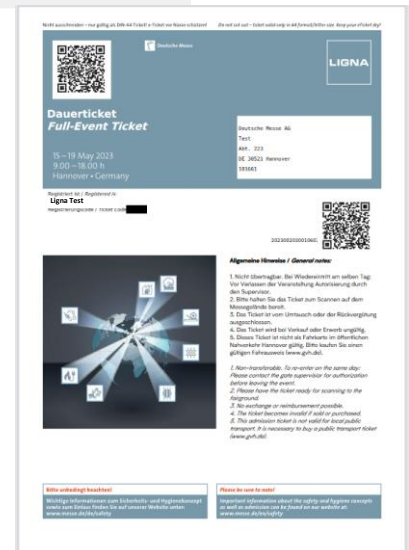 Nicht ausschneiden – nur gültig als DIN-A4-Ticket! e-Ticket vor Nässe schützen!
Do not cut out – ticket valid only in A4 format/letter size. Keep your eTicket dry!
Deutsche Messe
LIGNA
Dauerticket
Full-Event Ticket
15–19 May 2023
9:00–18.00 h
Hannover • Germany
Deutsche Messe AG
Test
Abt. 223
DE 30521 Hannover
Registriert ist / Registered is
Ligna Test
Registrierungscode / Ticket Code
Allgemeine Hinweise / General notes:
1. Nicht übertragbar. Bei Wiedereintritt am selben Tag:
Vor Verlassen der Veranstaltung Autorisierung durch
den Supervisor.
2. Bitte halten Sie das Ticket zum Scannen auf dem
Messegelände bereit.
3. Das Ticket ist vom Umtausch oder der Rückvergütung
ausgeschlossen.
4. Das Ticket wird bei Verkauf oder Erwerb ungültig.
5. Dieses Ticket ist nicht als Fahrkarte im öffentlichen
Nahverkehr Hannover gültig. Bitte kaufen Sie einen
gültigen Fahrausweis (www.gvh.de).
1. Non-transferable. To re-enter on the same day:
Please contact the gate supervisor for authorization
before leaving the event.
2. Please have the ticket ready for scanning to the
fairground.
3. No exchange or reimbursement possible.
4. The ticket becomes invalid if sold or purchased.
5. This admission ticket is not valid for local public
transport. It is necessary to buy a public transport ticket
(www.gvh.de).
Bitte unbedingt beachten!
Wichtige Informationen zum Sicherheits- und Hygienekonzept
sowie zum Einlass finden Sie auf unserer Website unter:
www.messe.de/de/safety
Please be sure to note!
Important information about the safety and hygiene concepts
as well as admission can be found on our website at:
www.messe.de/en/safety